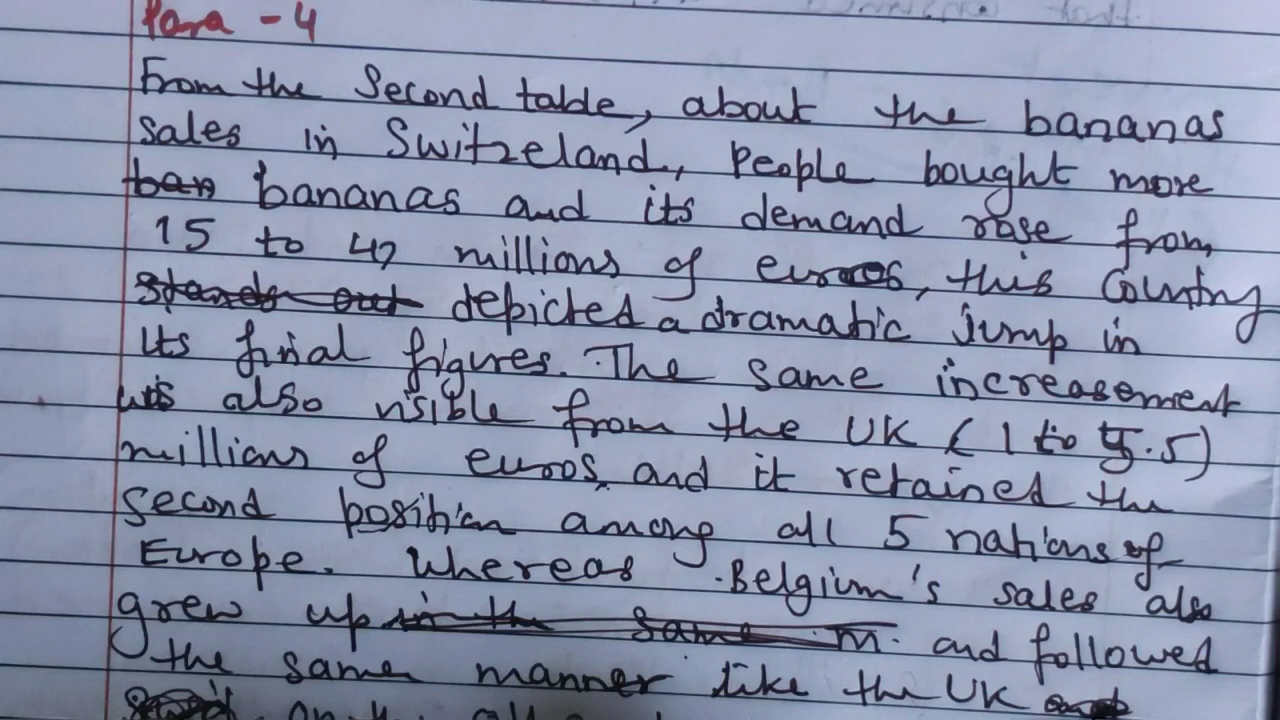 Para - 4
From the Second table, about the bananas
sales in Switzeland, People bought more
bananas and its demand rose from
15 to 47 millions of euros, this Country
depicted a dramatic jump in
its final figures. The same increasement
was also visible from the UK ( 1 to 5.5)
millions of euros, and it retained the
second position among all 5 nations of
Europe. Whereas Belgium's sales also
grew up and followed
the same manner like the UK